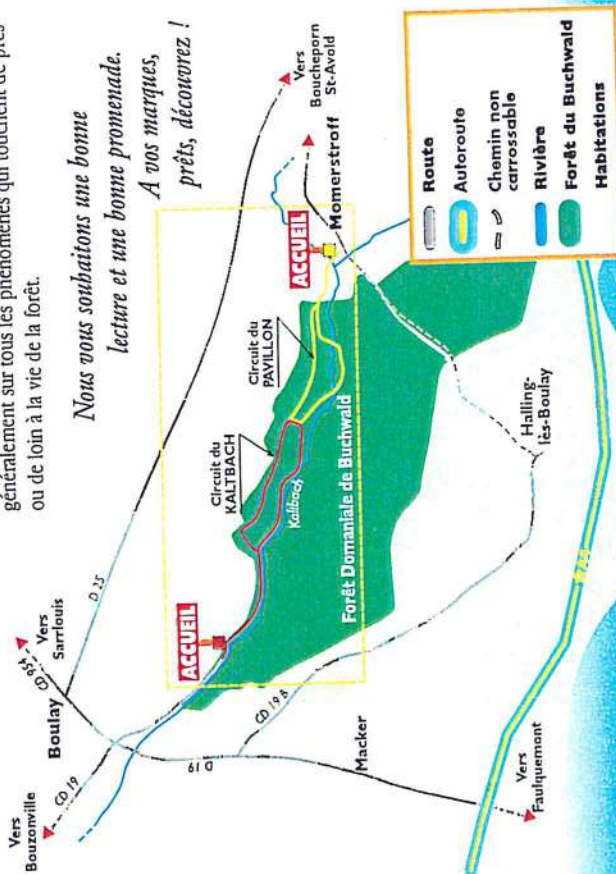 généralement sur tous les phénomènes qui touchent de près
ou de loin à la vie de la forêt.
Nous vous souhaitons une bonne
lecture et une bonne promenade.
A vos marques,
prêts, découvrez !
Vers
Bouzonville
CD 19
Boulay
Vers
Sarrlouis
D 25
Vers
Boucheporn
St-Avold
ACCUEIL
Circuit du
KALTBACH
Kaltbach
Circuit du
PAVILLON
ACCUEIL
Momerstroff
Forêt Domaniale de Buchwald
D 19
CD 19 B
Macker
Halling-
lès-Boulay
Vers
Faulquemont
Route
Autoroute
Chemin non
carrossable
Rivière
Forêt du Buchwald
Habitations